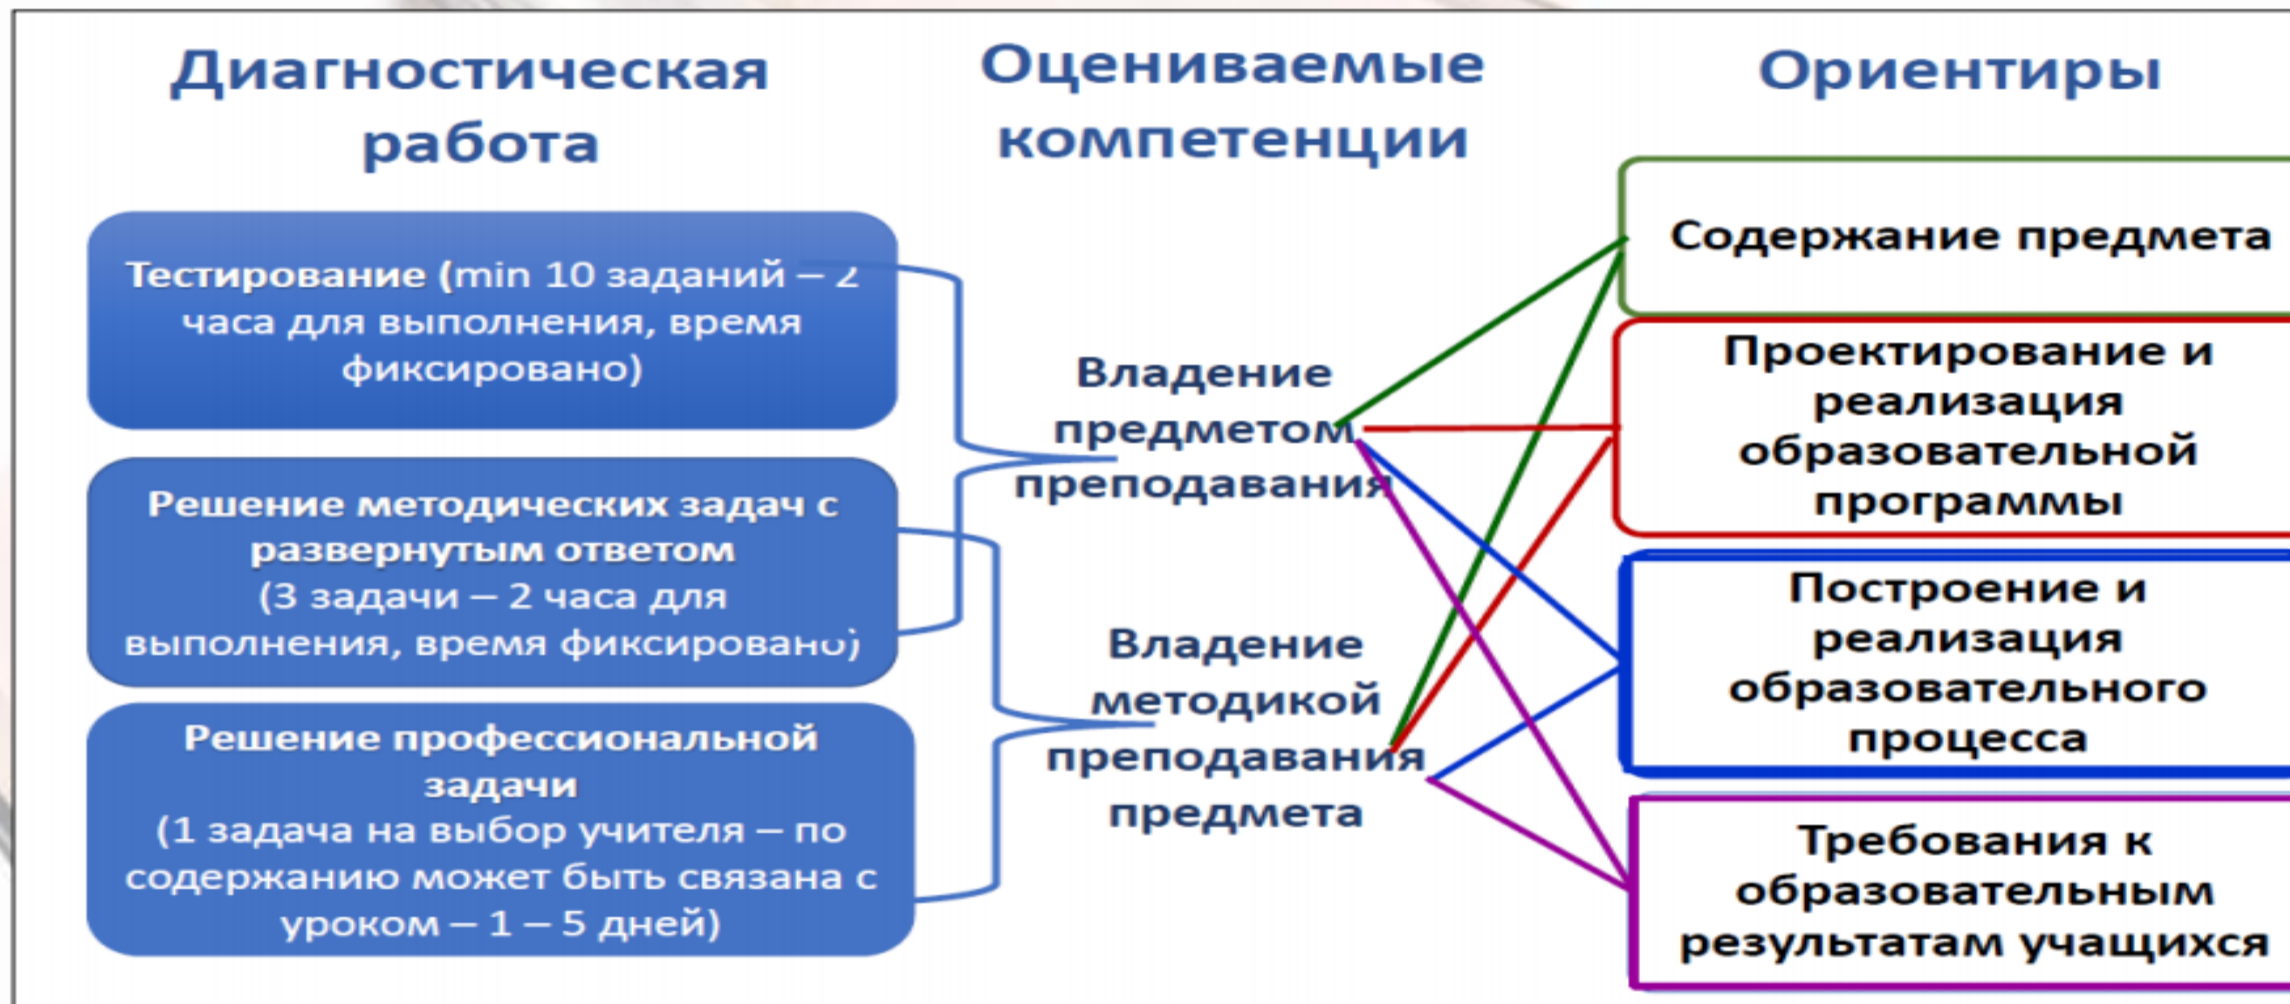 Диагностическая
работа
Тестирование (min 10 заданий – 2
часа для выполнения, время
фиксировано)
Решение методических задач с
развернутым ответом
(3 задачи – 2 часа для
выполнения, время фиксировано)
Решение профессиональной
задачи
(1 задача на выбор учителя – по
содержанию может быть связана с
уроком – 1 – 5 дней)
Оцениваемые
компетенции
Владение
предметом
преподавания
Владение
методикой
преподавания
предмета
Ориентиры
Содержание предмета
Проектирование и
реализация
образовательной
программы
Построение и
реализация
образовательного
процесса
Требования к
образовательным
результатам учащихся